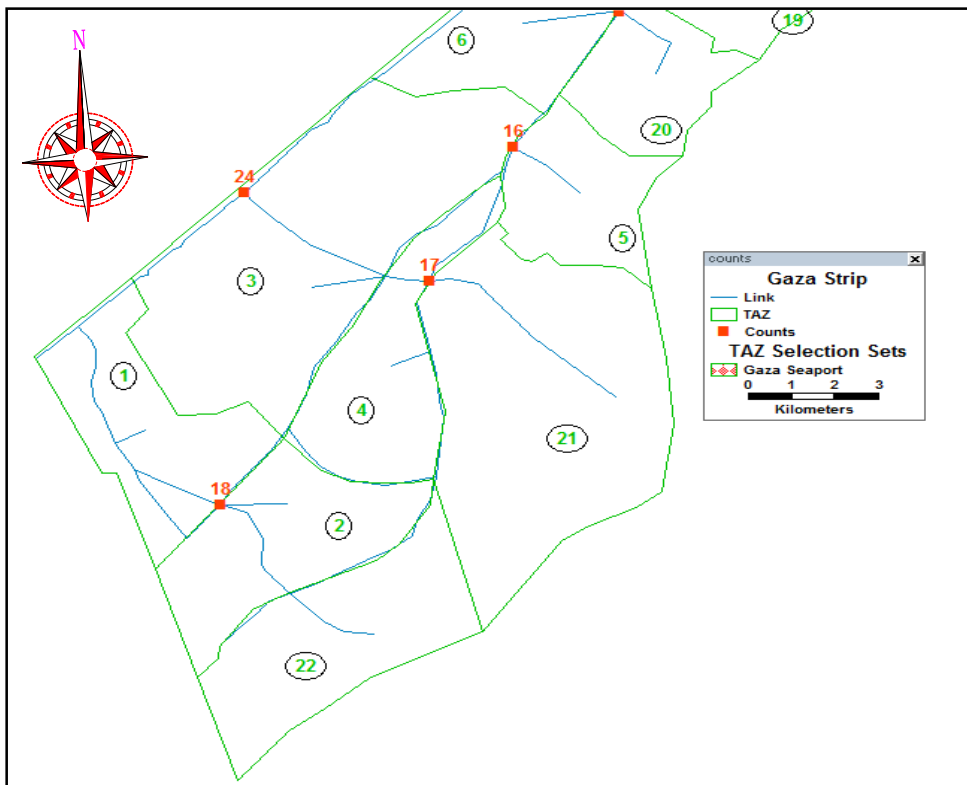 N
6
19
20
16
24
5
17
3
1
4
21
18
2
22
counts
Gaza Strip
Link
TAZ
Counts
TAZ Selection Sets
Gaza Seaport
0 1 2 3
Kilometers